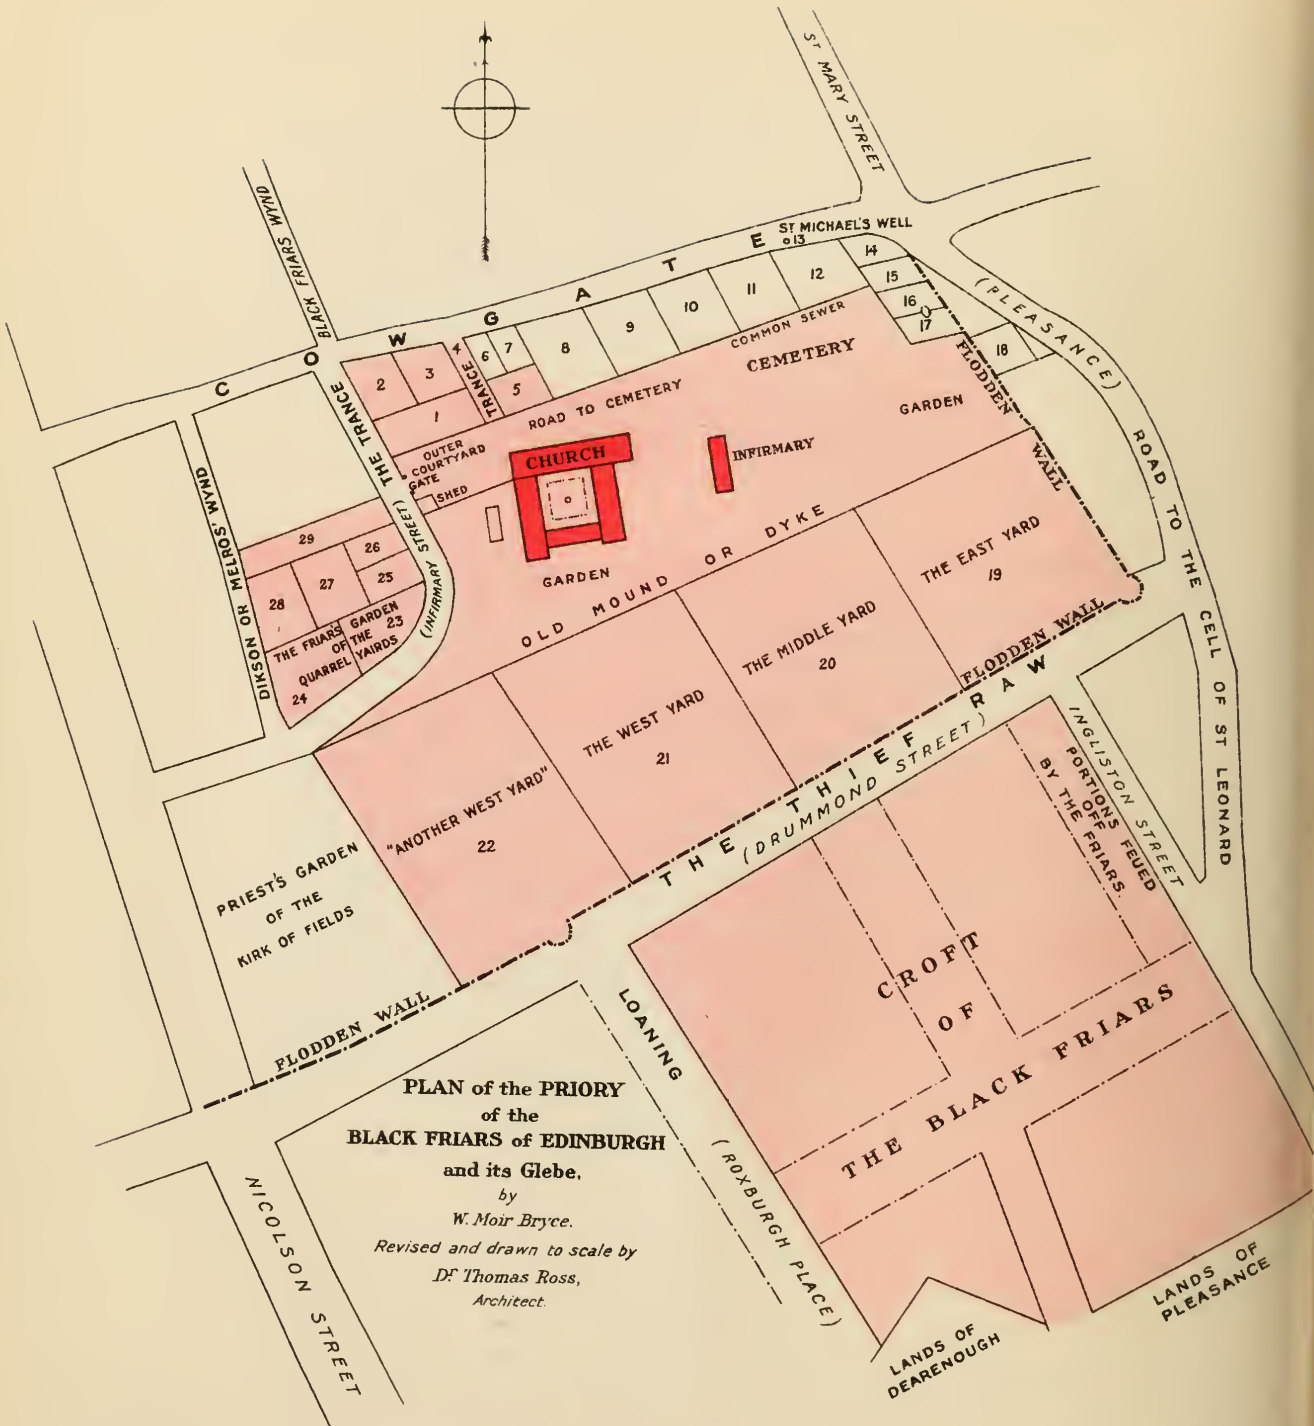 ST MARY STREET
BLACK FRIARS WYND
BLACK FRIARS WYND
COWGATE
ST MICHAEL'S WELL
13
14
15
16
17
18
12
11
10
9
8
7
6
5
4
3
2
1
(PLEASANCE)
ROAD TO THE CELL OF ST LEONARD
COMMON SEWER
CEMETERY
ROAD TO CEMETERY
GARDEN
FLODDEN
WALL
THE TRANCE
TRANCE
OUTER
COURTYARD
GATE
SHED
CHURCH
INFIRMARY
GARDEN
OLD MOUND OR DYKE
(INFIRMARY STREET)
DIKSON OR MELROS' WYND
29
28
27
26
25
THE FRIARS GARDEN
OF THE 23
QUARREL YAIRDS
24
THE EAST YARD
19
THE MIDDLE YARD
20
THE WEST YARD
21
"ANOTHER WEST YARD"
22
FLODDEN WALL
THE THIEF RAW
(DRUMMOND STREET)
INGLISTON STREET
PORTIONS FEUED
OFF
BY THE FRIARS.
PRIEST'S GARDEN
OF THE
KIRK OF FIELDS
FLODDEN WALL
LOANING
(ROXBURGH PLACE)
CROFT
OF
THE BLACK FRIARS
NICOLSON STREET
PLAN of the PRIORY
of the
BLACK FRIARS of EDINBURGH
and its Glebe,
by
W. Moir Bryce.
Revised and drawn to scale by
Dr. Thomas Ross,
Architect.
LANDS OF
DEARENOUGH
LANDS OF
PLEASANCE